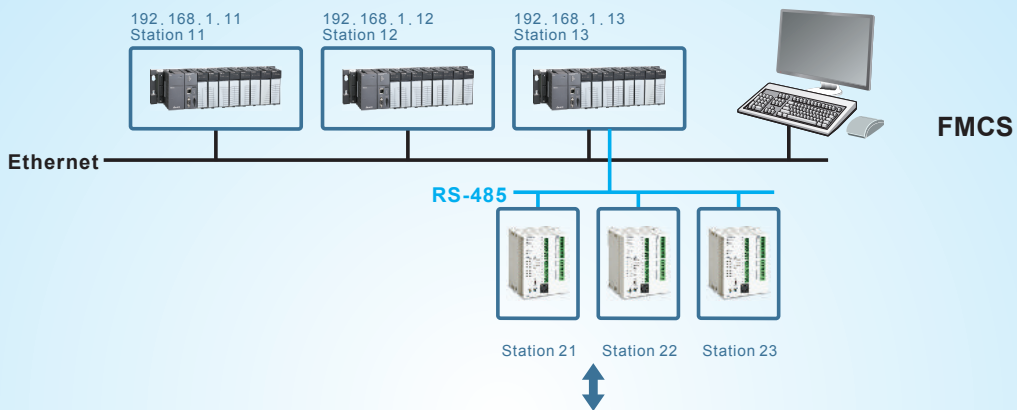 192.168.1.11
Station 11
192.168.1.12
Station 12
192.168.1.13
Station 13
FMCS
Ethernet
RS-485
Station 21
Station 22
Station 23